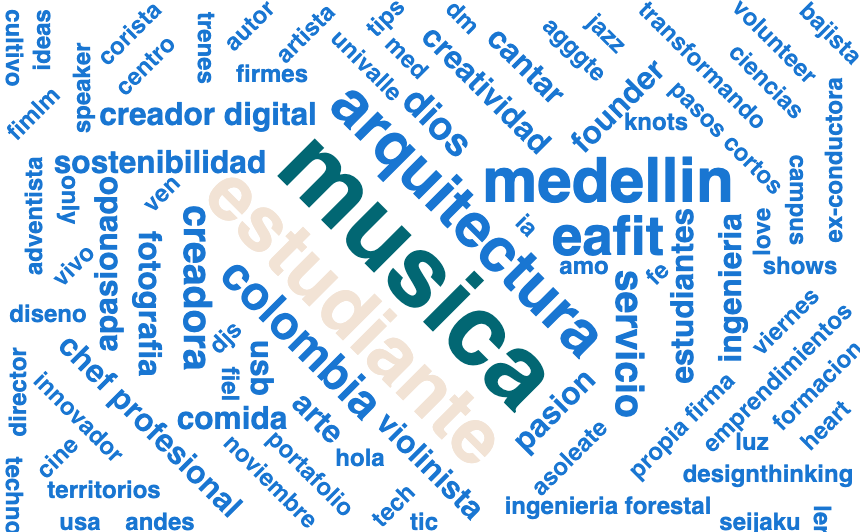 cultivo
ideas
corista
centro
trenes
autor
artista
tips
dm
jazz
agggte
transformando
volunteer
bajista
firmes
univalle
med
creatividad
cantar
ciencias
speaker
fimlm
creador digital
arquitectura
dios
founder
knots
pasos cortos
ex-conductora
sostenibilidad
musica
medellin
campus
adventista
only
apasionado
ven
estudiante
creadora
ia
eafit
love
vivo
fotografia
amo
fe
estudiantes
ingenieria
shows
diseno
colombia
servicio
viernes
djs
usb
fiel
emprendimientos
director
chef profesional
innovador
comida
arte
violinista
pasion
propia firma
formacion
heart
luz
cine
noviembre
portafolio
hola
asoleate
designthinking
techno
territorios
tech
ingenieria forestal
usa
andes
tic
seijaku